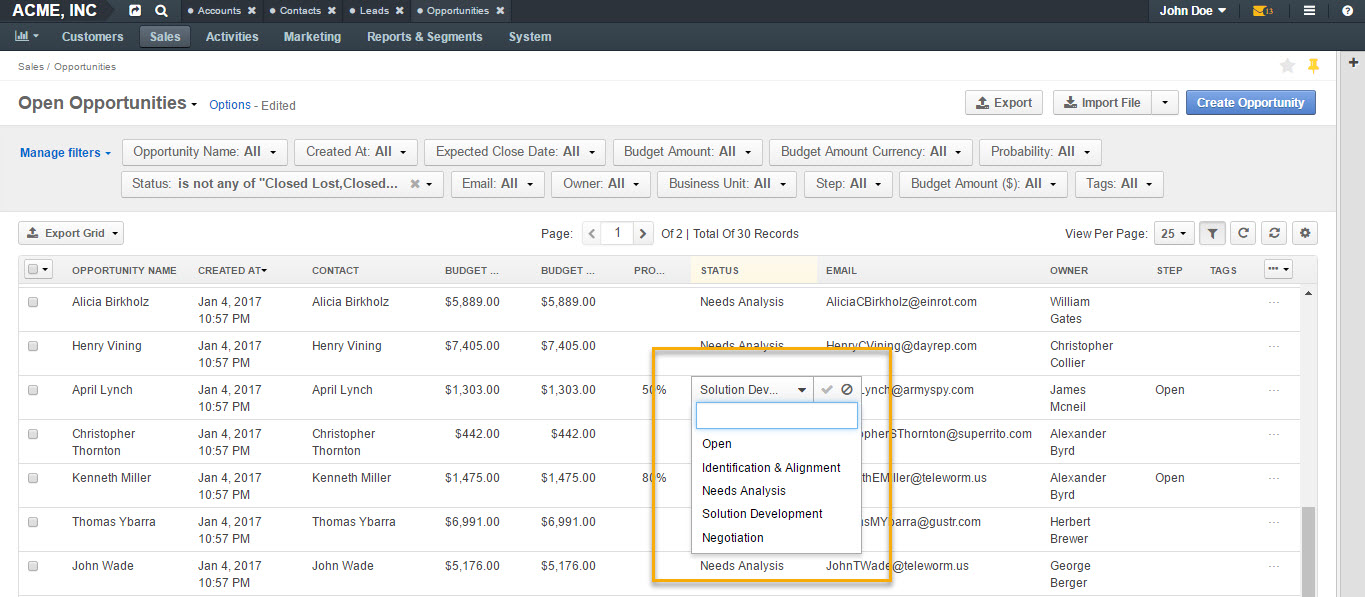 ACME, INC
Accounts ✖ Contacts ✖ Leads ✖ Opportunities ✖
John Doe 13
Customers Sales Activities Marketing Reports & Segments System
Sales / Opportunities
Open Opportunities Options - Edited
Export Import File Create Opportunity
Manage filters Opportunity Name: All Created At: All Expected Close Date: All Budget Amount: All Budget Amount Currency: All Probability: All
Status: is not any of "Closed Lost,Closed... Email: All Owner: All Business Unit: All Step: All Budget Amount ($): All Tags: All
Export Grid Page: 1 Of 2 | Total Of 30 Records View Per Page: 25
OPPORTUNITY NAME CREATED AT CONTACT BUDGET ... BUDGET ... PRO... STATUS EMAIL OWNER STEP TAGS
Alicia Birkholz Jan 4, 2017 Alicia Birkholz $5,889.00 $5,889.00 Needs Analysis AliciaCBirkholz@einrot.com William
10:57 PM Gates
Henry Vining Jan 4, 2017 Henry Vining $7,405.00 $7,405.00 Needs Analysis HenryCVining@dayrep.com Christopher
10:57 PM Collier
April Lynch Jan 4, 2017 April Lynch $1,303.00 $1,303.00 50% Solution Dev... Lynch@armyspy.com James Open
10:57 PM Mcneil
Christopher Jan 4, 2017 Christopher $442.00 $442.00 opherSThornton@superrito.com Alexander
Thornton 10:57 PM Thornton Byrd
Open
Identification & Alignment
Kenneth Miller Jan 4, 2017 Kenneth Miller $1,475.00 $1,475.00 80% thEMiller@teleworm.us Alexander Open
10:57 PM Byrd
Needs Analysis
Solution Development
Thomas Ybarra Jan 4, 2017 Thomas Ybarra $6,991.00 $6,991.00 asMYbarra@gustr.com Herbert
10:57 PM Brewer
Negotiation
John Wade Jan 4, 2017 John Wade $5,176.00 $5,176.00 Needs Analysis JohnTWade@teleworm.us George
10:57 PM Berger